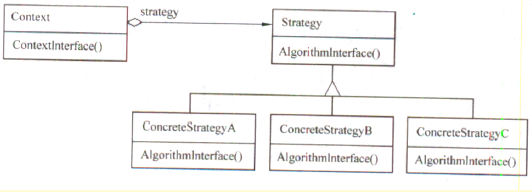 Context
ContextInterface()
strategy
Strategy
AlgorithmInterface()
ConcreteStrategyA
AlgorithmInterface()
ConcreteStrategyB
AlgorithmInterface()
ConcreteStrategyC
AlgorithmInterface()